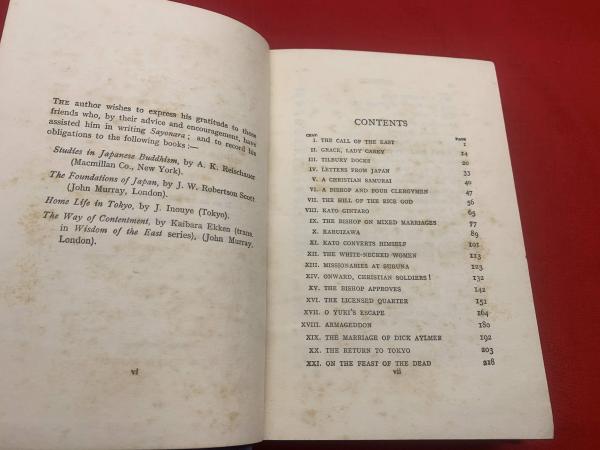 THE author wishes to express his gratitude to those
friends who, by their advice and encouragement, have
assisted him in writing Sayonara; and to record his
obligations to the following books:—
Studies in Japanese Buddhism, by A. K. Reischauer
(Macmillan Co., New York).
The Foundations of Japan, by J. W. Robertson Scott
(John Murray, London).
Home Life in Tokyo, by J. Inouye (Tokyo).
The Way of Contentment, by Kaibara Ekken (trans.
in Wisdom of the East series), (John Murray,
London).
vi
CONTENTS
CHAP. PAGE
I. THE CALL OF THE EAST 1
II. GRACE, LADY CAREY 14
III. TILBURY DOCKS 20
IV. LETTERS FROM JAPAN 33
V. A CHRISTIAN SAMURAI 40
VI. A BISHOP AND FOUR CLERGYMEN 47
VII. THE HILL OF THE RICE GOD 56
VIII. KATO GINTARO 65
IX. THE BISHOP ON MIXED MARRIAGES 77
X. KARUIZAWA 89
XI. KATO CONVERTS HIMSELF 101
XII. THE WHITE-NECKED WOMEN 113
XIII. MISSIONARIES AT SUBUNA 123
XIV. ONWARD, CHRISTIAN SOLDIERS! 132
XV. THE BISHOP APPROVES 142
XVI. THE LICENSED QUARTER 151
XVII. O YUKI'S ESCAPE 164
XVIII. ARMAGEDDON 180
XIX. THE MARRIAGE OF DICK AYLMER 192
XX. THE RETURN TO TOKYO 203
XXI. ON THE FEAST OF THE DEAD 218
vii